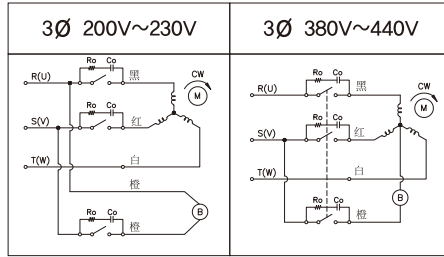 3Ø 200V～230V
Ro Co
R(U) 黑 CW
M
Ro Co
S(V) 红
T(W) 白
橙
Ro Co B
橙
3Ø 380V～440V
Ro Co
R(U) 黑 CW
M
Ro Co
S(V) 红
T(W) 白
B
Ro Co
橙